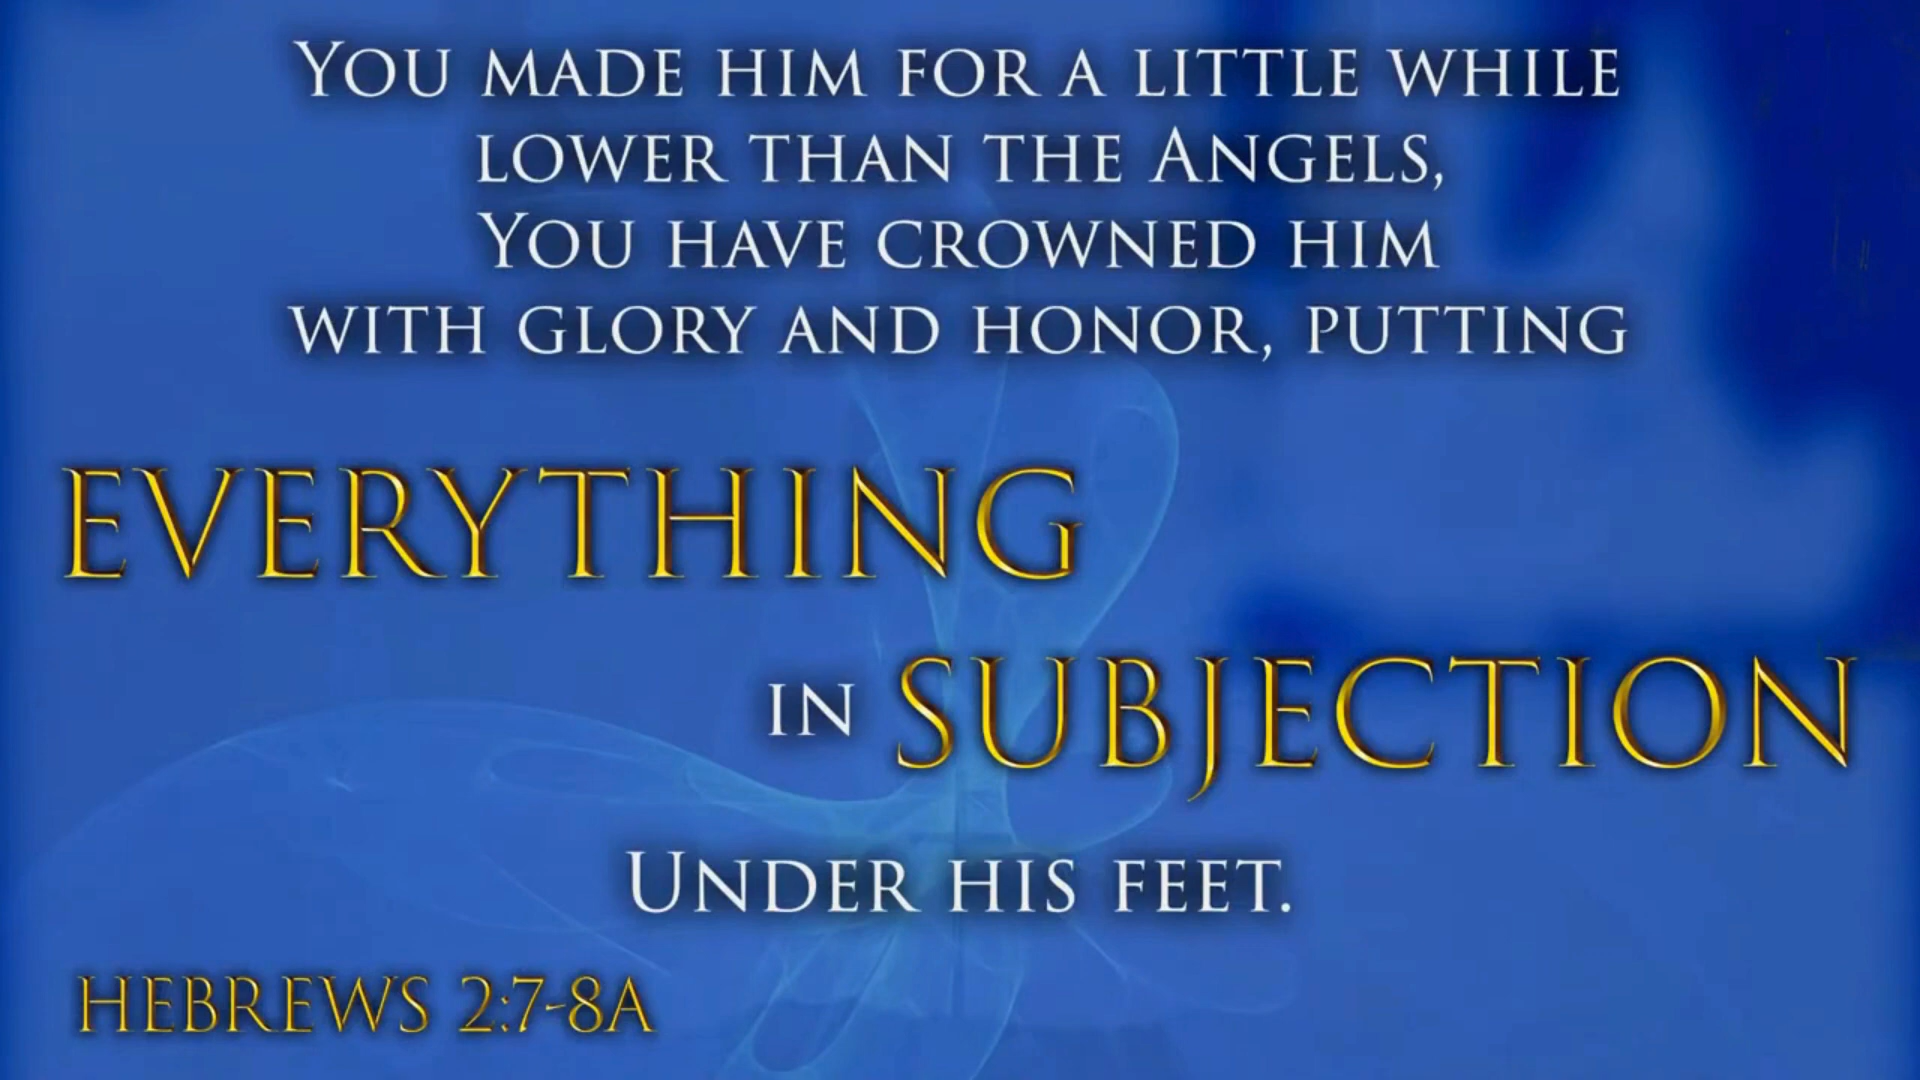 You made him for a little while
lower than the Angels,
You have crowned him
with glory and honor, putting
EVERYTHING
in SUBJECTION
Under his feet.
HEBREWS 2:7-8A